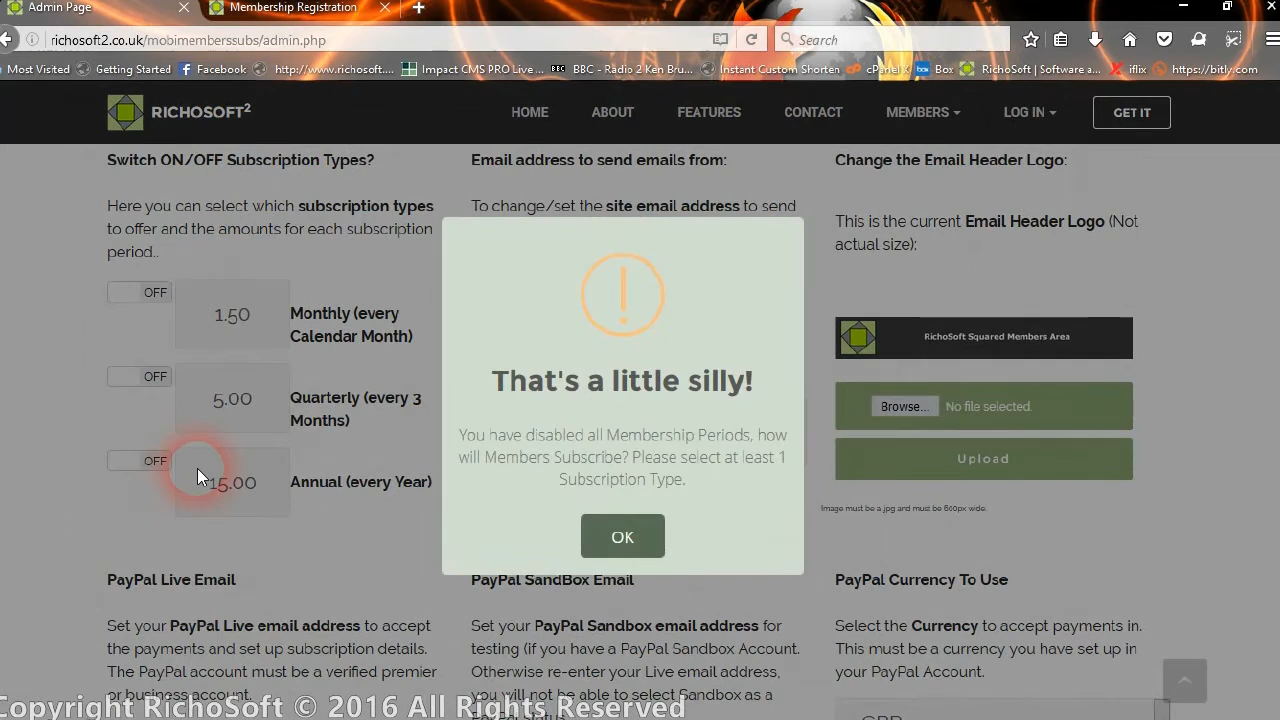 Admin Page
Membership Registration
richosoft2.co.uk/mobimemberssubs/admin.php
Search
Most Visited
Getting Started
Facebook
http://www.richosoft....
Impact CMS PRO Live ...
BBC - Radio 2 Ken Bru...
Instant Custom Shorten
cPanel X
Box
RichoSoft | Software a...
iflix
https://bitly.com
RICHOSOFT²
HOME
ABOUT
FEATURES
CONTACT
MEMBERS
LOG IN
GET IT
Switch ON/OFF Subscription Types?
Here you can select which subscription types
to offer and the amounts for each subscription
period..
OFF
1.50
Monthly (every
Calendar Month)
OFF
5.00
Quarterly (every 3
Months)
OFF
15.00
Annual (every Year)
Email address to send emails from:
To change/set the site email address to send
That's a little silly!
You have disabled all Membership Periods, how
will Members Subscribe? Please select at least 1
Subscription Type.
OK
Change the Email Header Logo:
This is the current Email Header Logo (Not
actual size):
RichoSoft Squared Members Area
Browse... No file selected.
Upload
Image must be a .jpg and must be 600px wide.
PayPal Live Email
Set your PayPal Live email address to accept
the payments and set up subscription details.
The PayPal account must be a verified premier
or business account.
PayPal SandBox Email
Set your PayPal Sandbox email address for
testing (if you have a PayPal Sandbox Account.
Otherwise re-enter your Live email address,
you will not be able to select Sandbox as a
PayPal Currency To Use
Select the Currency to accept payments in.
This must be a currency you have set up in
your PayPal Account.
GBP
Copyright RichoSoft © 2016 All Rights Reserved